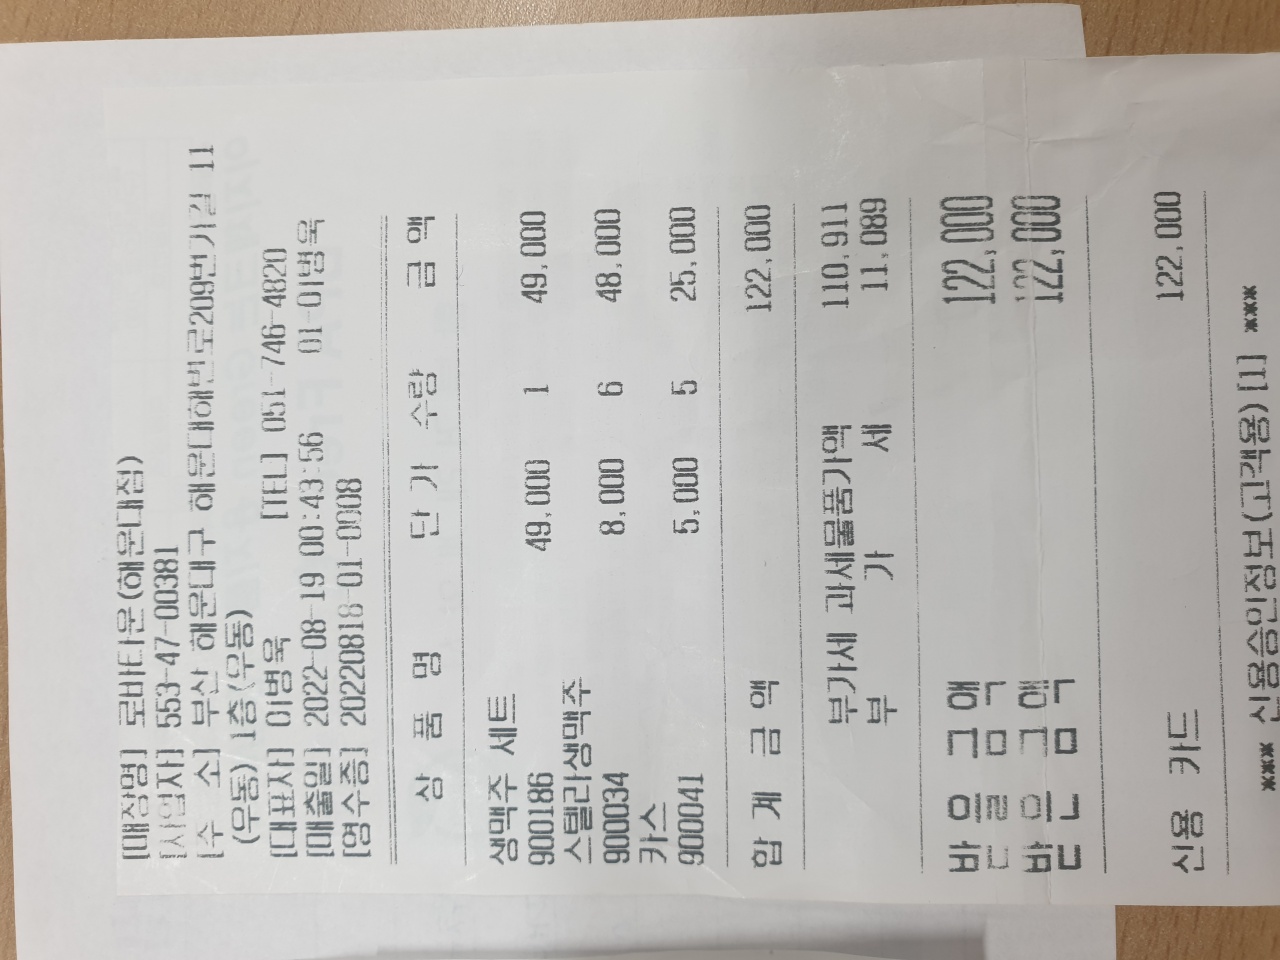 [매장명] 로바타운(해운대점)
[사업자] 553-47-00381
[주 소] 부산 해운대구 해운대해변로209번가길 11
(우동) 1층(우동)
[대표자] 이병욱 [TEL] 051-746-4820
[매출일] 2022-08-19 00:43:56 01-이병욱
[영수증] 20220818-01-0008
상 품 명 단 가 수량 금 액
생맥주 세트
900186 49,000 1 49,000
스텔라생맥주
900034 8,000 6 48,000
카스
900041 5,000 5 25,000
합 계 금 액 122,000
부가세 과세물품가액 110,911
부 가 세 11,089
받을금액 122,000
받은금액 122,000
신용 카드 122,000
*** 신용승인정보(고객용) [1] ***